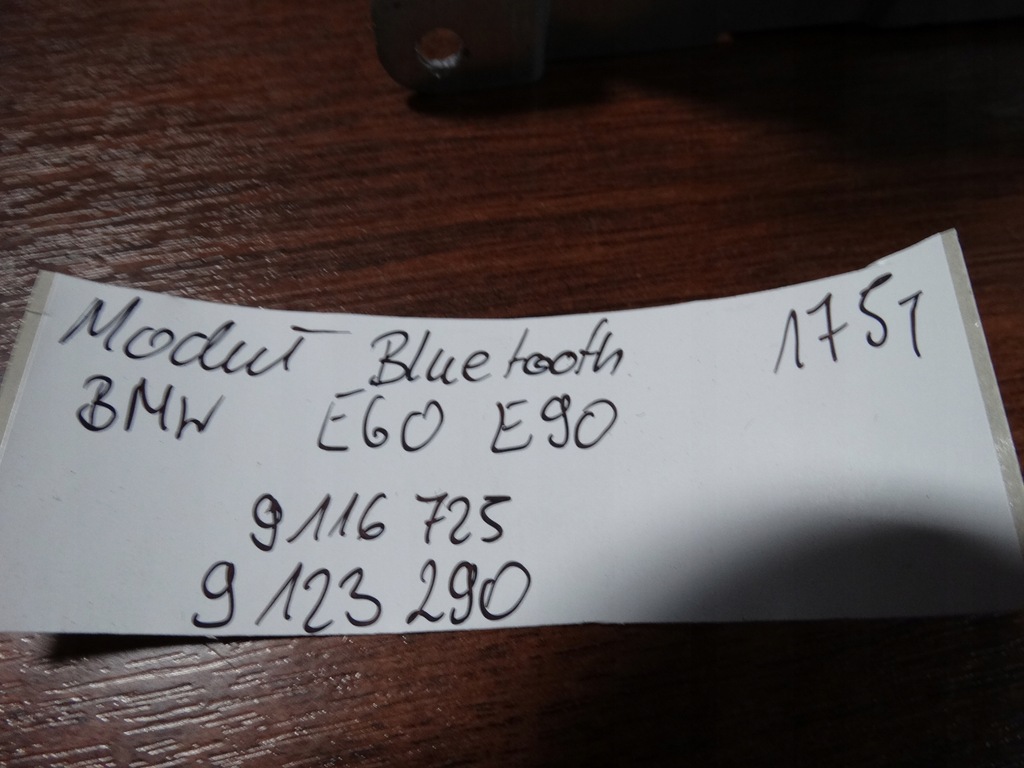 Moduł Bluetooth 1751
BMW E60 E90
9116 725
9 123 290